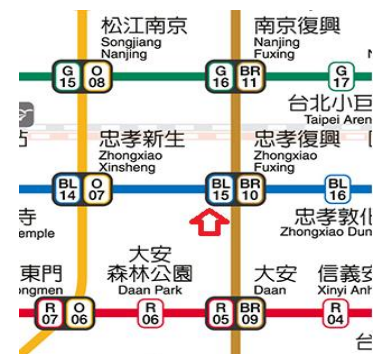 松江南京
Songjiang
Nanjing
南京復興
Nanjing
Fuxing
G
15
O
08
G
16
BR
11
G
17
台北小巨
Taipei Aren
站
忠孝新生
Zhongxiao
Xinsheng
忠孝復興
Zhongxiao
Fuxing
BL
14
O
07
BL
15
BR
10
BL
16
寺
emple
忠孝敦化
Zhongxiao Dun
東門
ongmen
大安
森林公園
Daan Park
大安
Daan
信義安
Xinyi Anh
R
07
O
06
R
06
R
05
BR
09
R
04
台